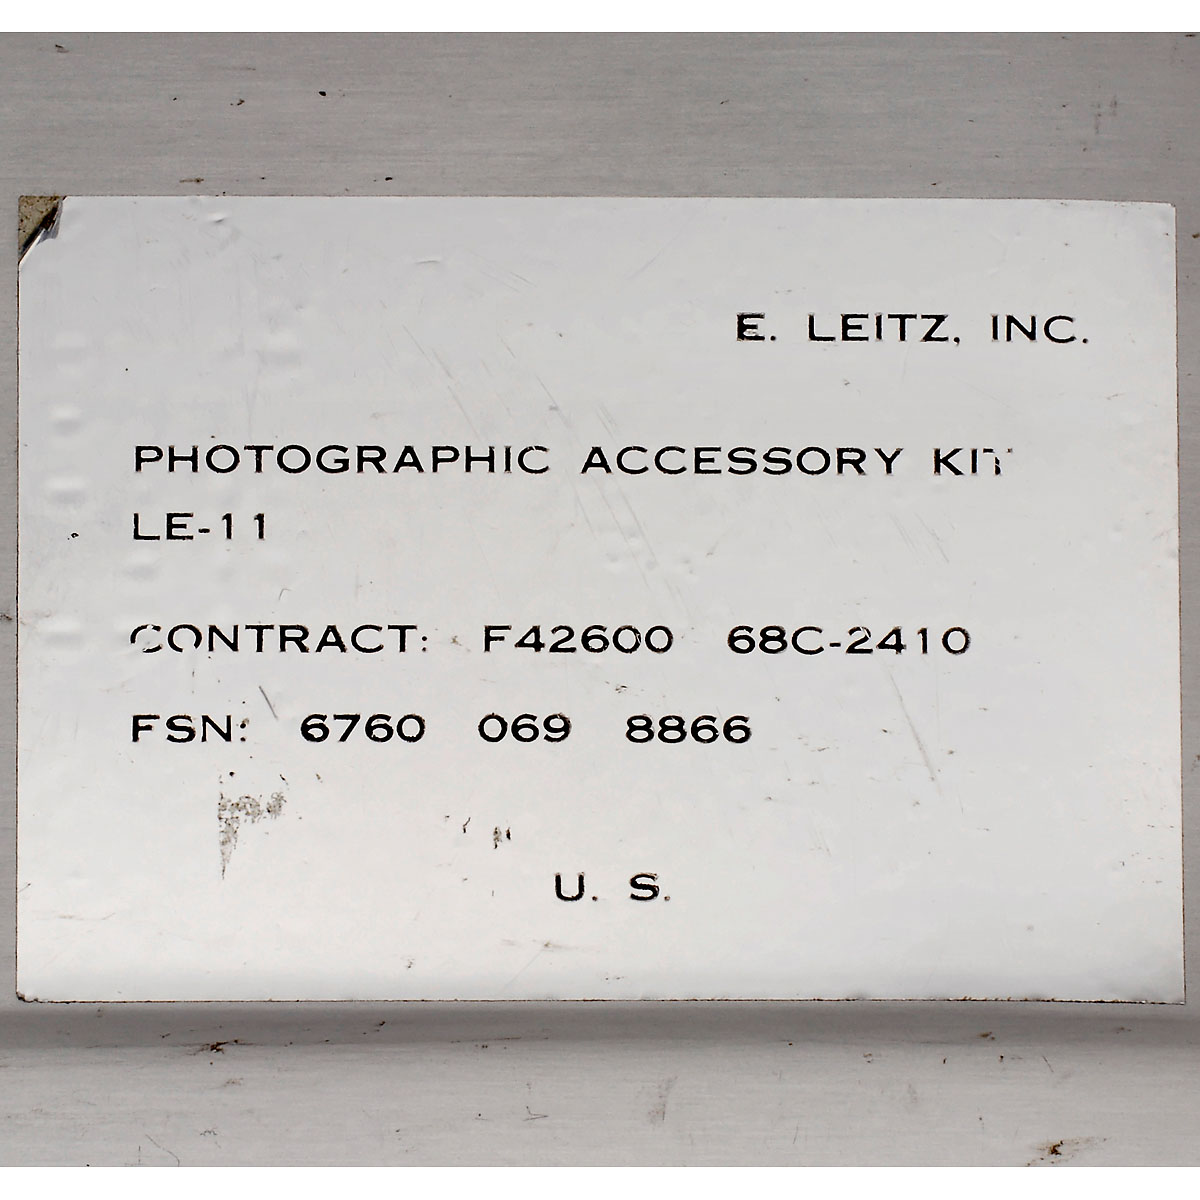 E. LEITZ, INC.
PHOTOGRAPHIC ACCESSORY KIT
LE-11
CONTRACT: F42600 68C-2410
FSN: 6760 069 8866
U. S.